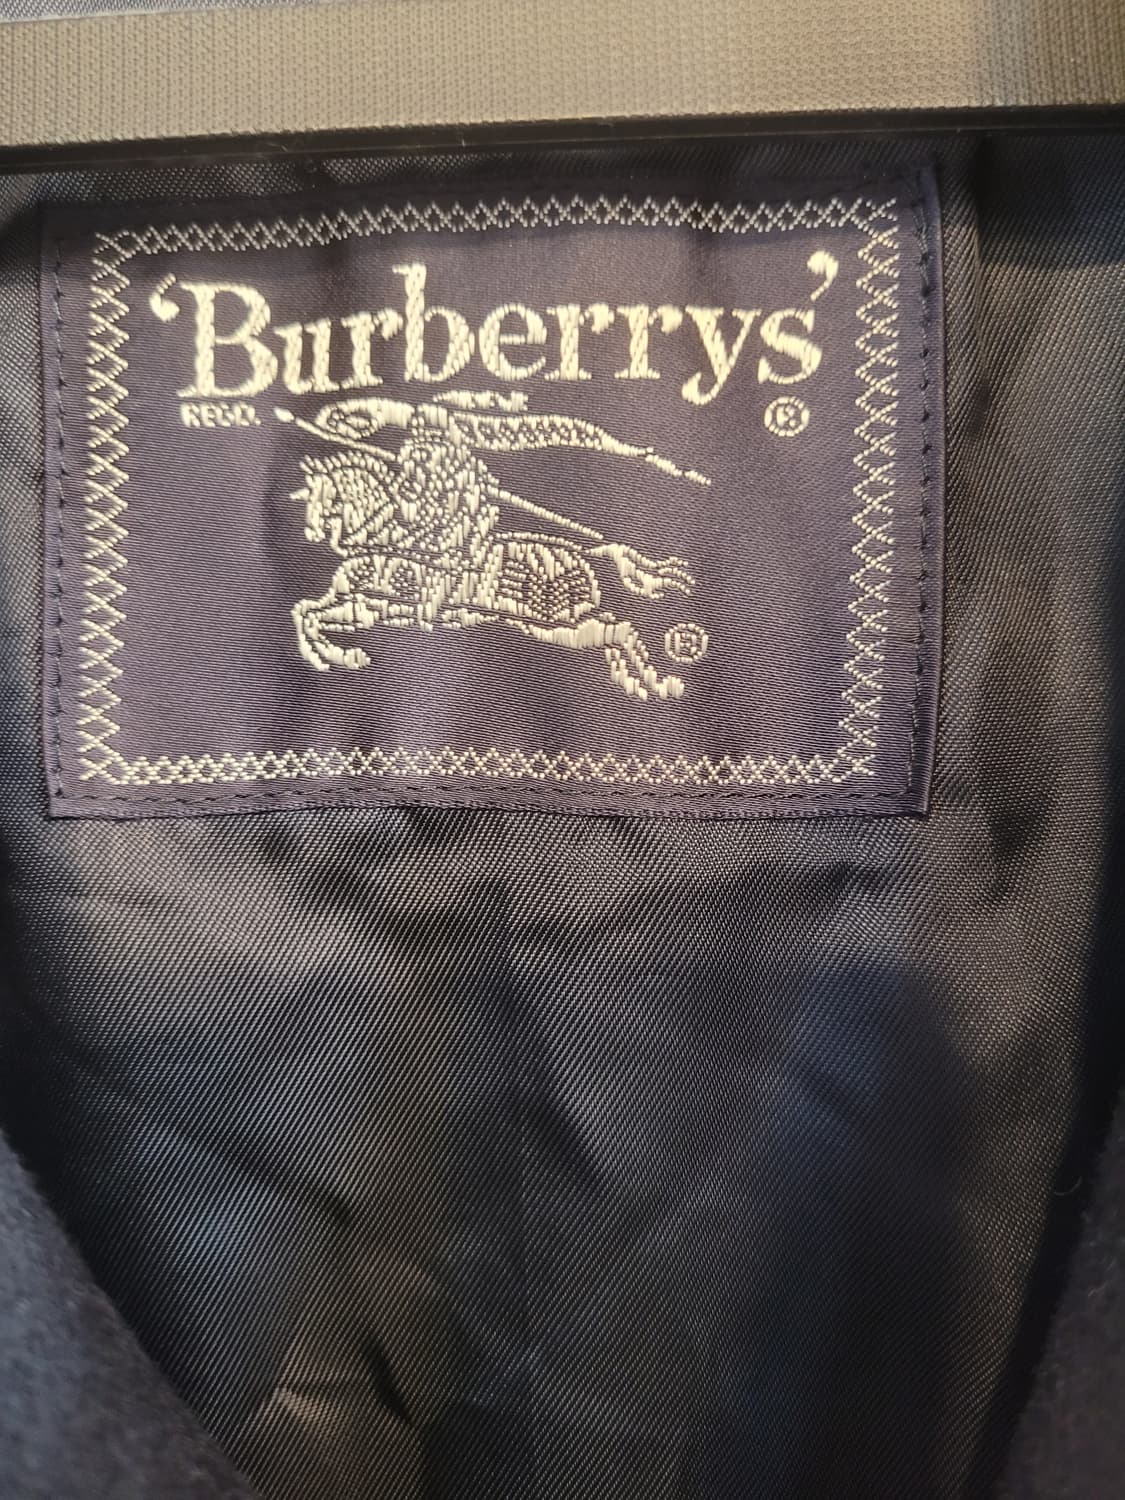 ‘Burberrys’
REGD. ®
®